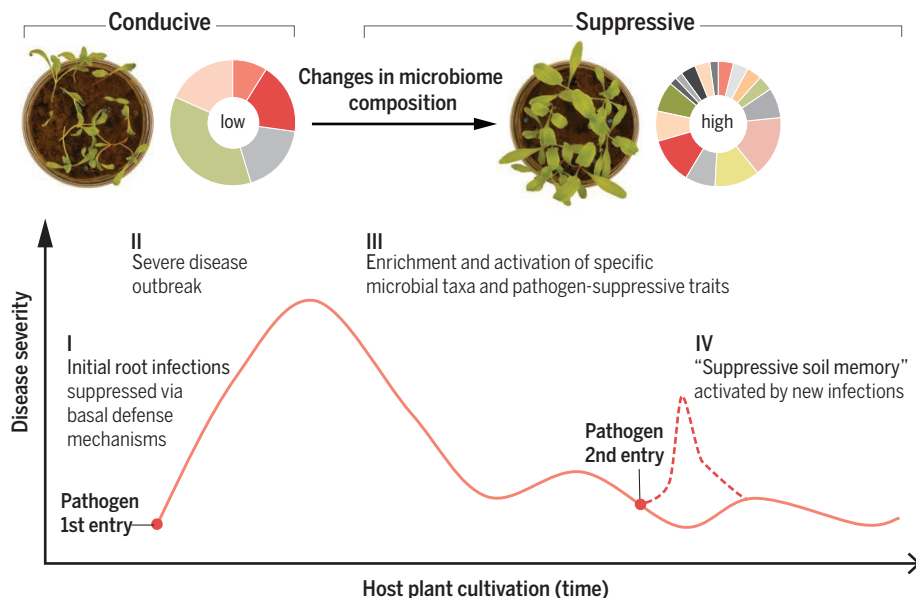 Conducive
Suppressive
low
Changes in microbiome
composition
high
II
Severe disease
outbreak
III
Enrichment and activation of specific
microbial taxa and pathogen-suppressive traits
I
Initial root infections
suppressed via
basal defense
mechanisms
IV
“Suppressive soil memory”
activated by new infections
Pathogen
2nd entry
Pathogen
1st entry
Disease severity
Host plant cultivation (time)